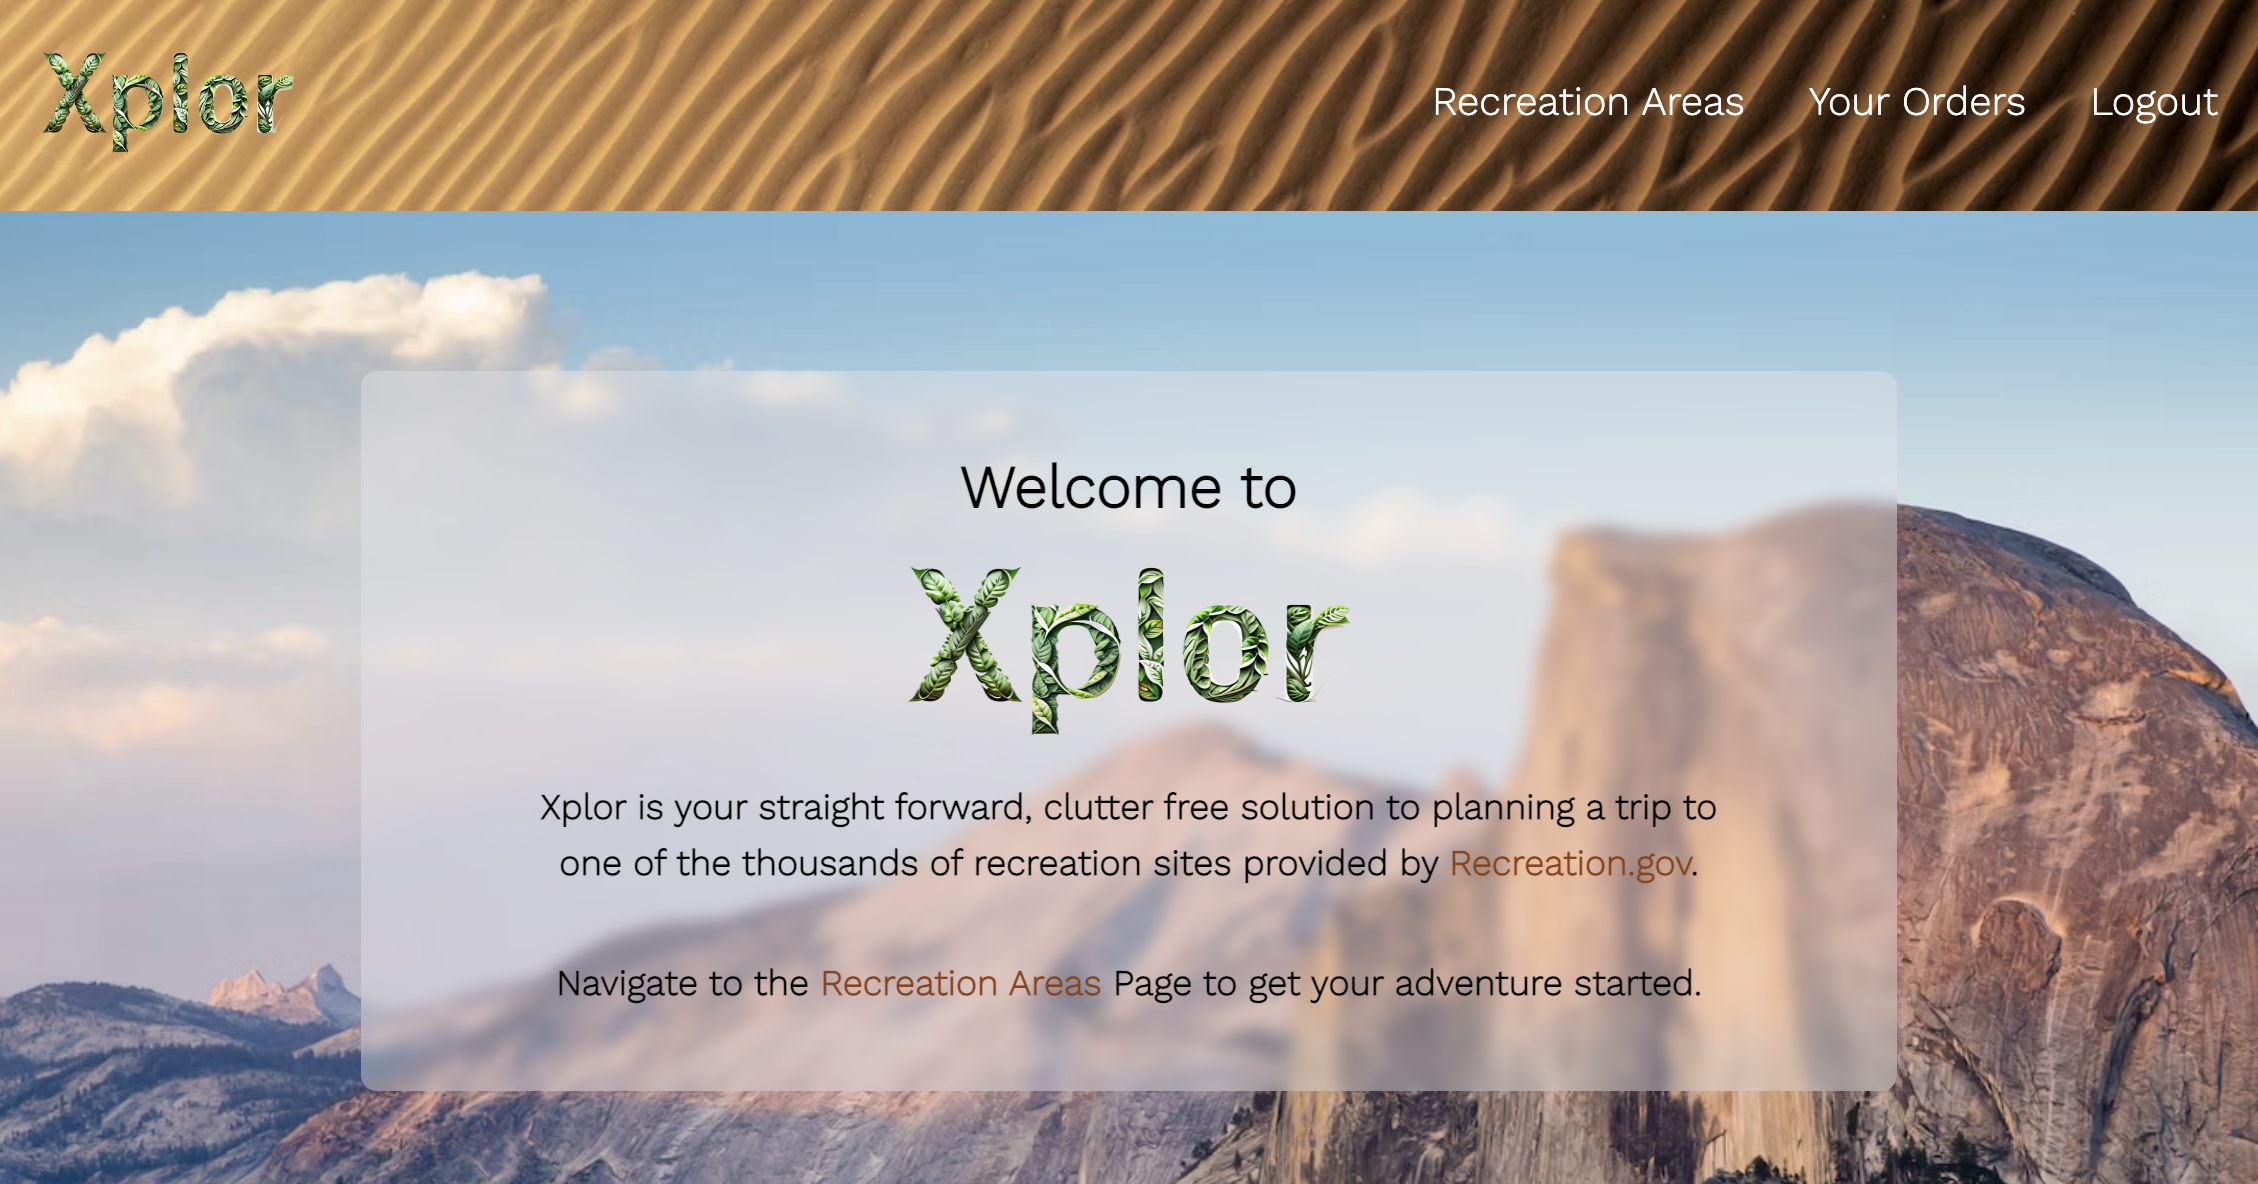 Xplor
Recreation Areas Your Orders Logout
Welcome to
Xplor
Xplor is your straight forward, clutter free solution to planning a trip to
one of the thousands of recreation sites provided by Recreation.gov.
Navigate to the Recreation Areas Page to get your adventure started.